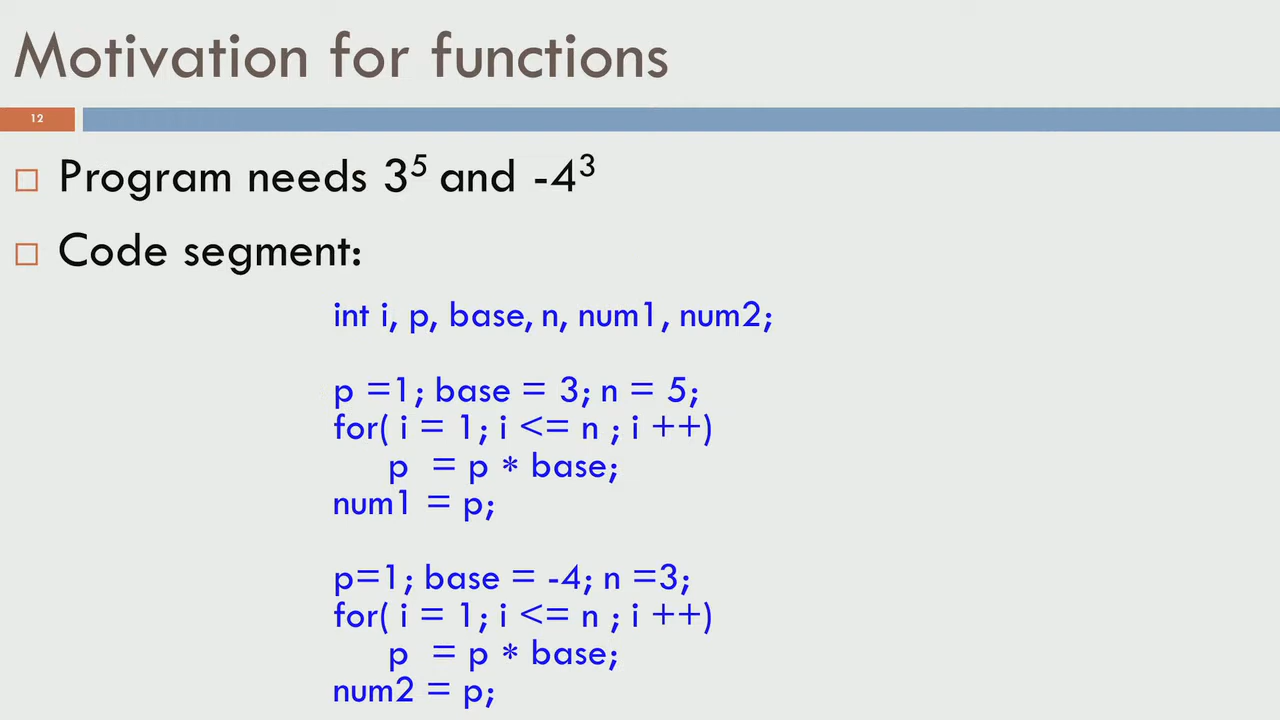 Motivation for functions
12
Program needs 3⁵ and -4³
Code segment:
int i, p, base, n, num1, num2;
p =1; base = 3; n = 5;
for( i = 1; i <= n ; i ++)
p = p * base;
num1 = p;
p=1; base = -4; n =3;
for( i = 1; i <= n ; i ++)
p = p * base;
num2 = p;